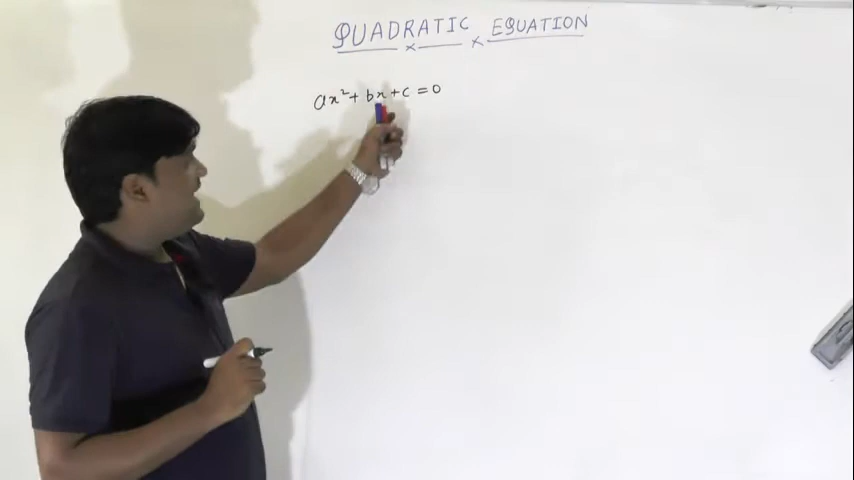 QUADRATIC EQUATION
ax²+ bx+c =0